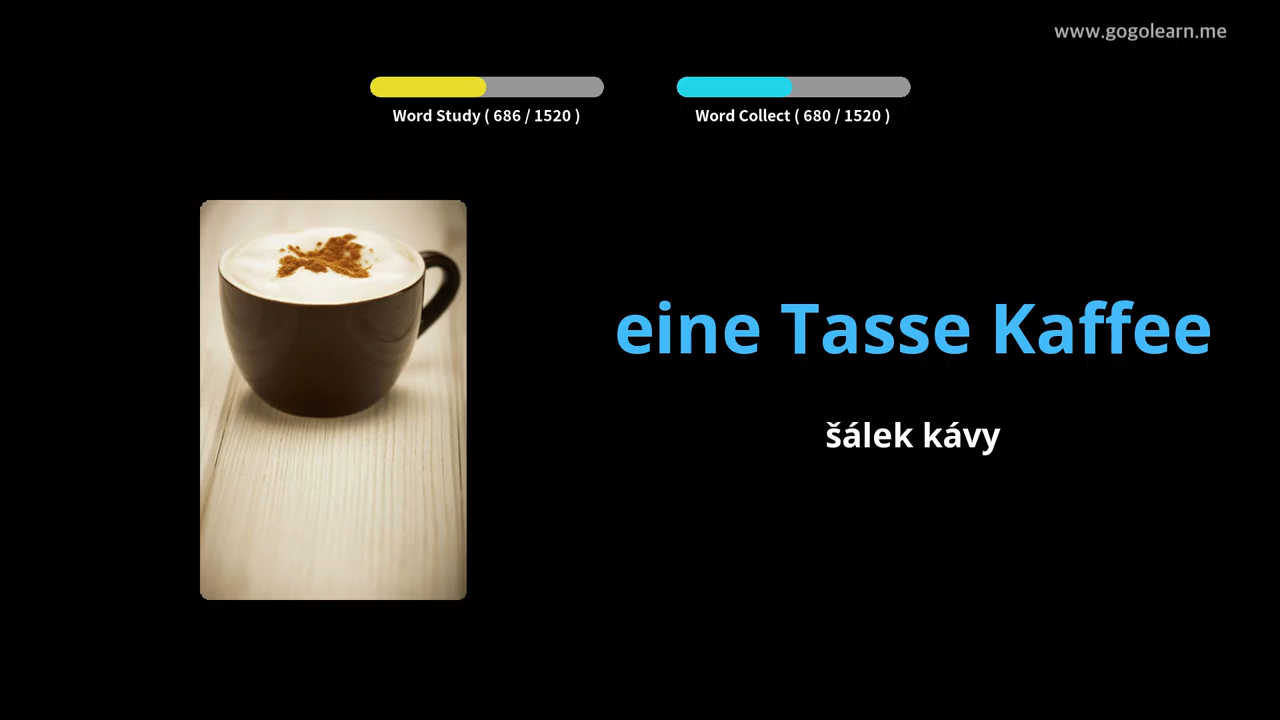 www.gogolearn.me
Word Study ( 686 / 1520 )
Word Collect ( 680 / 1520 )
eine Tasse Kaffee
šálek kávy